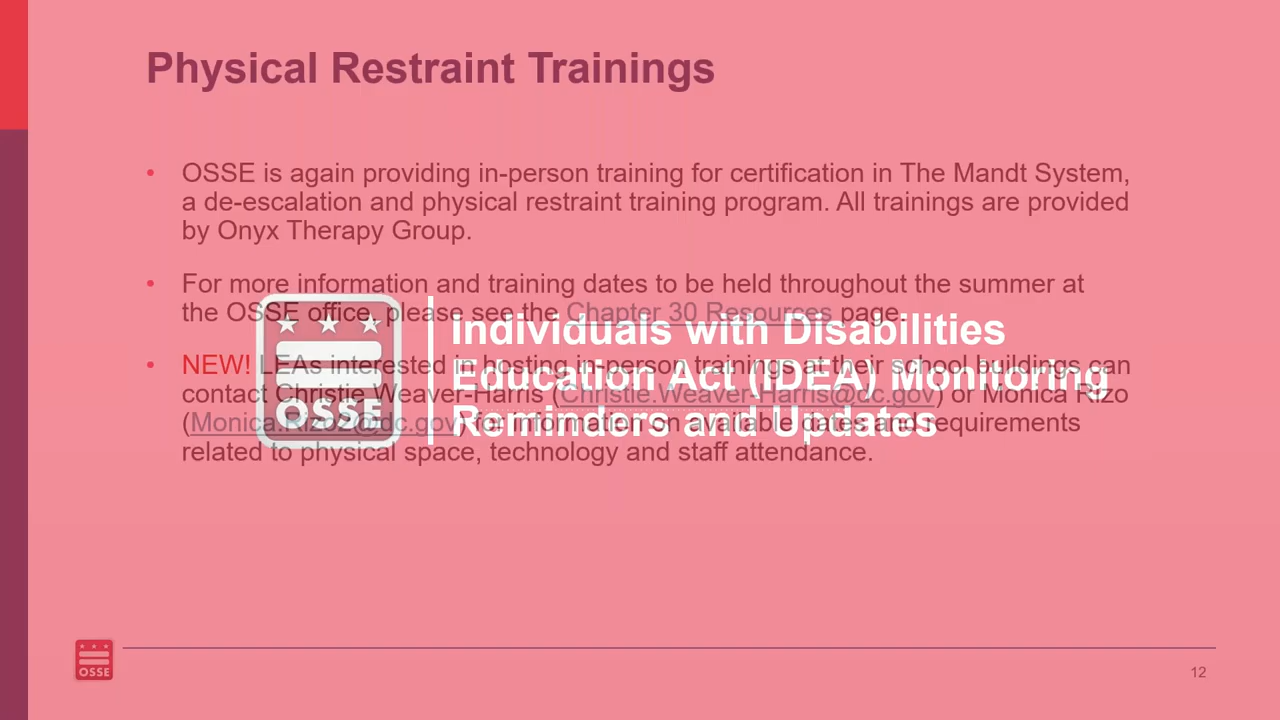 Physical Restraint Trainings
• OSSE is again providing in-person training for certification in The Mandt System,
a de-escalation and physical restraint training program. All trainings are provided
by Onyx Therapy Group.
• For more information and training dates to be held throughout the summer at
the OSSE office, please see the Chapter 30 Resources page.
• NEW! LEAs interested in hosting in-person trainings at their school buildings can
contact Christie Weaver-Harris (Christie.Weaver-Harris@dc.gov) or Monica Rizo
(Monica.Rizo2@dc.gov) for information on available dates and requirements
related to physical space, technology and staff attendance.
OSSE
Individuals with Disabilities
Education Act (IDEA) Monitoring
Reminders and Updates
OSSE
12